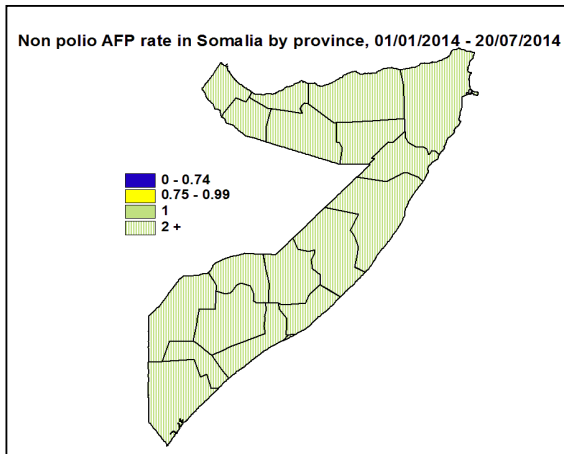 Non polio AFP rate in Somalia by province, 01/01/2014 - 20/07/2014
0 - 0.74
0.75 - 0.99
1
2 +